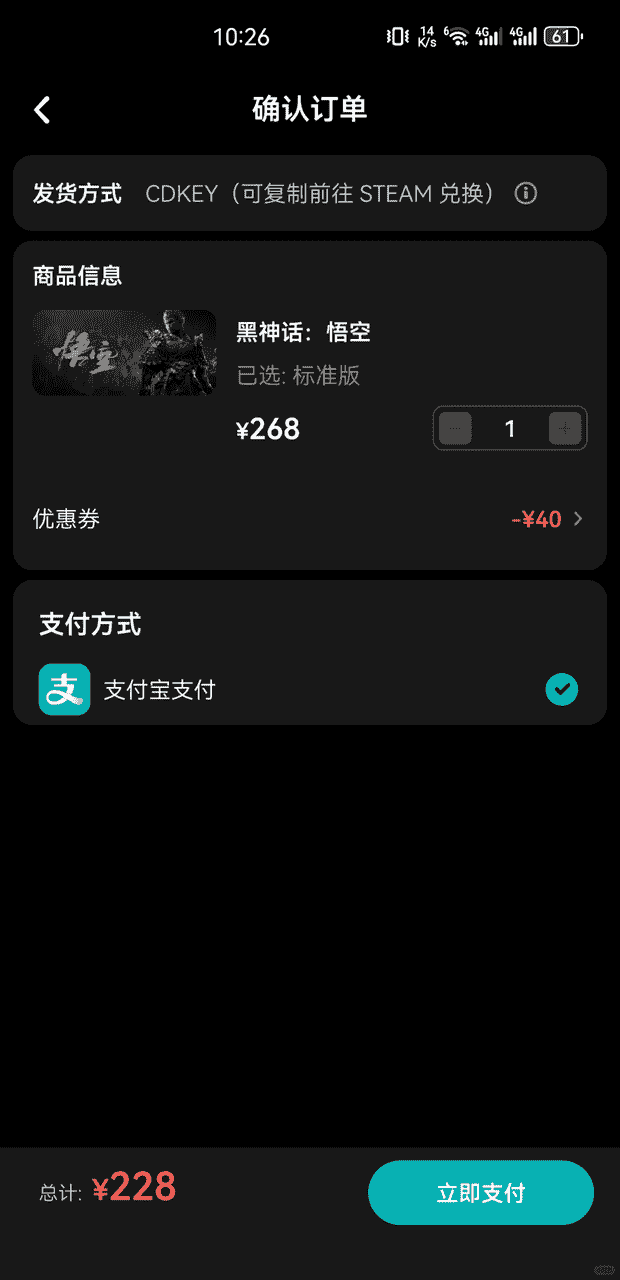 10:26
14 K/s 6 4G 4G 61
确认订单
发货方式 CDKEY（可复制前往 STEAM 兑换）
商品信息
悟空
黑神话：悟空
已选: 标准版
¥268
- 1 +
优惠券 -¥40
支付方式
支 支付宝支付
总计: ¥228 立即支付